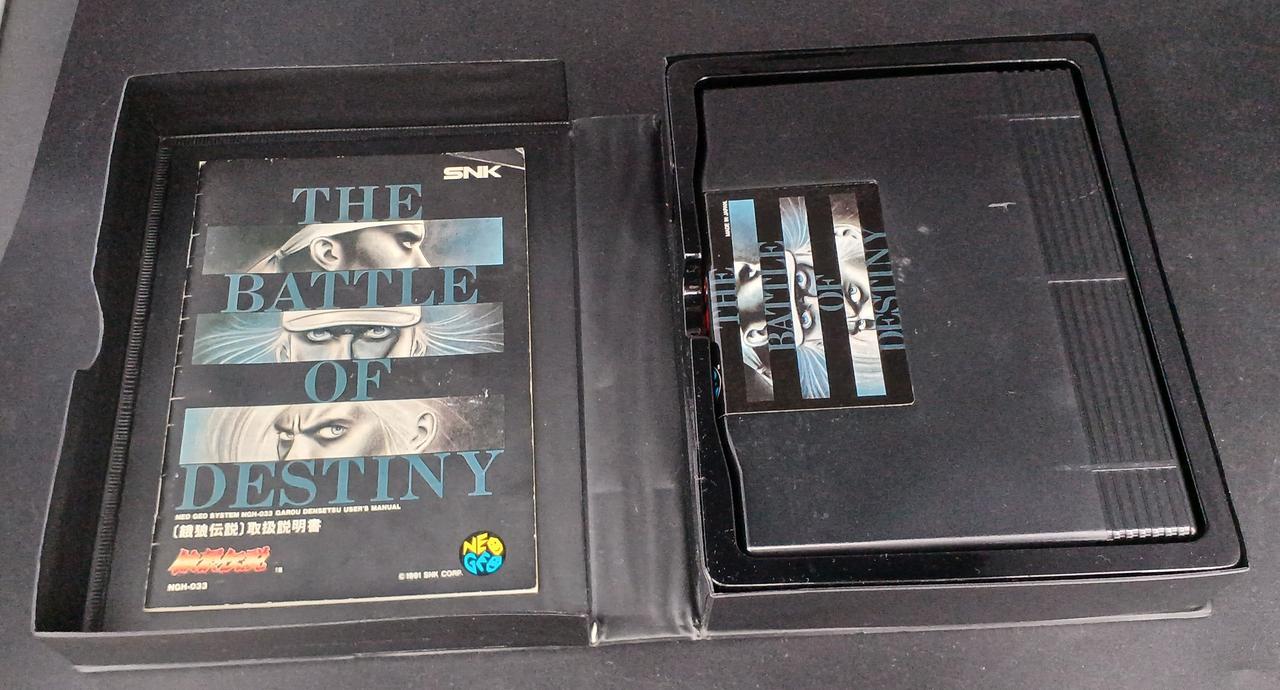 SNK
THE
BATTLE
OF
DESTINY
NEO GEO SYSTEM NGH-033 GAROU DENSETSU USER'S MANUAL
〔餓狼伝説〕取扱説明書
餓狼伝説 TM
NGH-033
©1991 SNK CORP.
NEO
GEO
MADE IN JAPAN
THE
BATTLE
OF
DESTINY